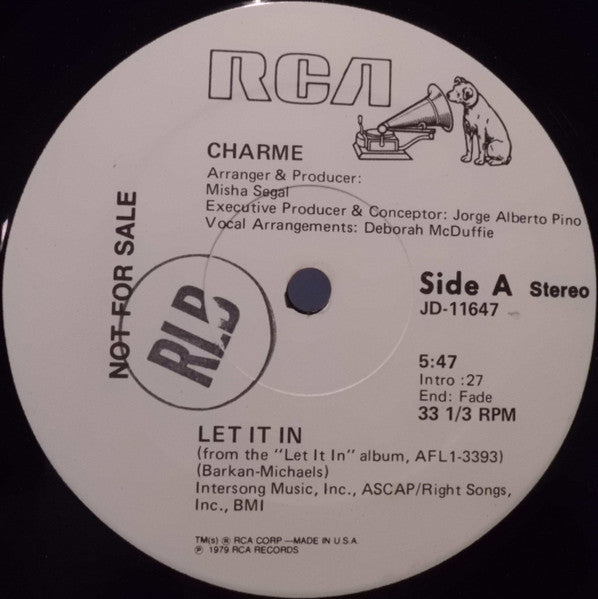 RCA
CHARME
Arranger & Producer:
Misha Segal
Executive Producer & Conceptor: Jorge Alberto Pino
Vocal Arrangements: Deborah McDuffie
NOT FOR SALE
RLB
Side A Stereo
JD-11647
5:47
Intro :27
End: Fade
33 1/3 RPM
LET IT IN
(from the "Let It In" album, AFL1-3393)
(Barkan-Michaels)
Intersong Music, Inc., ASCAP/Right Songs,
Inc., BMI
TM(s) ® RCA CORP —MADE IN U.S.A.
℗ 1979 RCA RECORDS